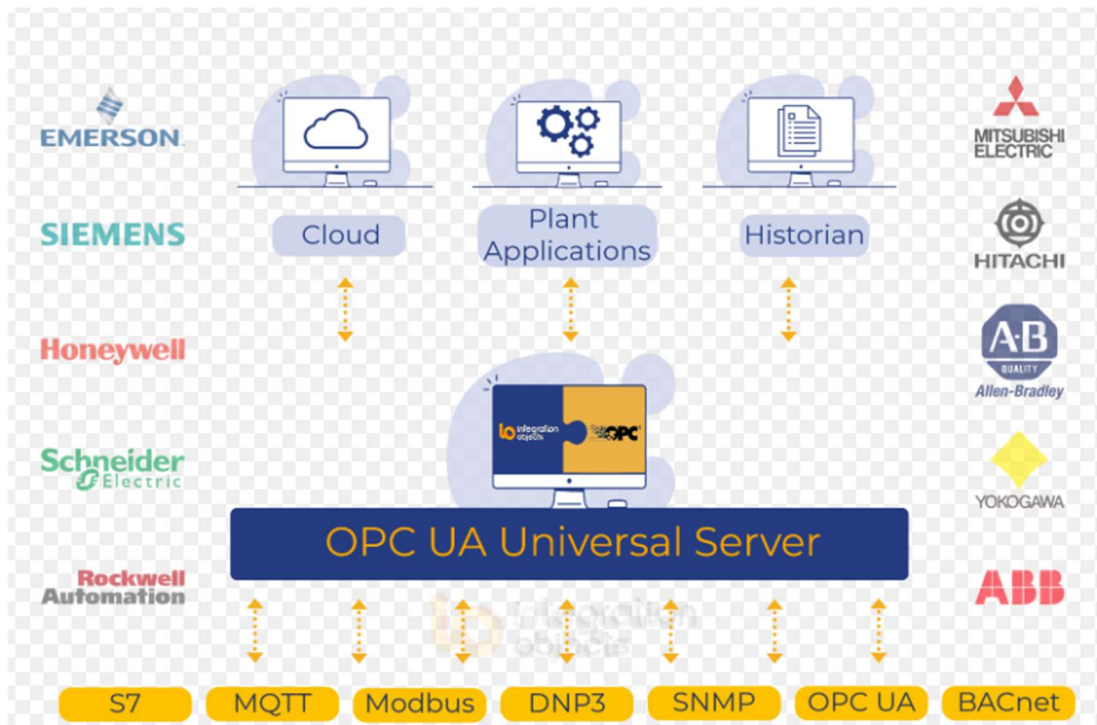 EMERSON
MITSUBISHI
ELECTRIC
SIEMENS
Cloud
Plant
Applications
Historian
HITACHI
Honeywell
A-B
QUALITY
Allen-Bradley
integration
objects
OPC
Schneider
Electric
YOKOGAWA
OPC UA Universal Server
Rockwell
Automation
ABB
integration
objects
S7
MQTT
Modbus
DNP3
SNMP
OPC UA
BACnet